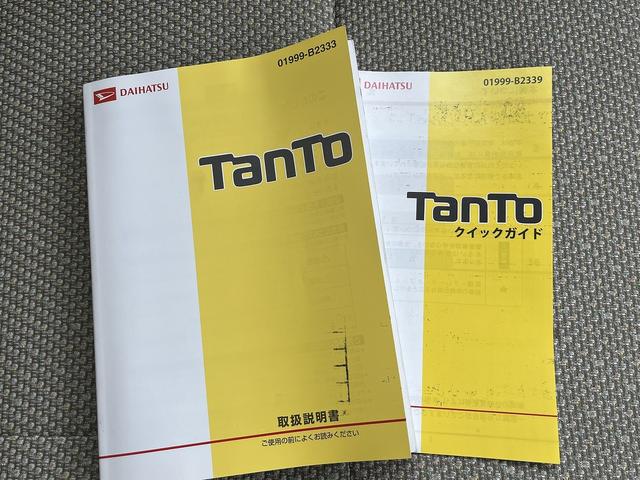 DAIHATSU
01999-B2333
TanTo
取扱説明書
ご使用の前によくお読みください
DAIHATSU
01999-B2339
TanTo
クイックガイド